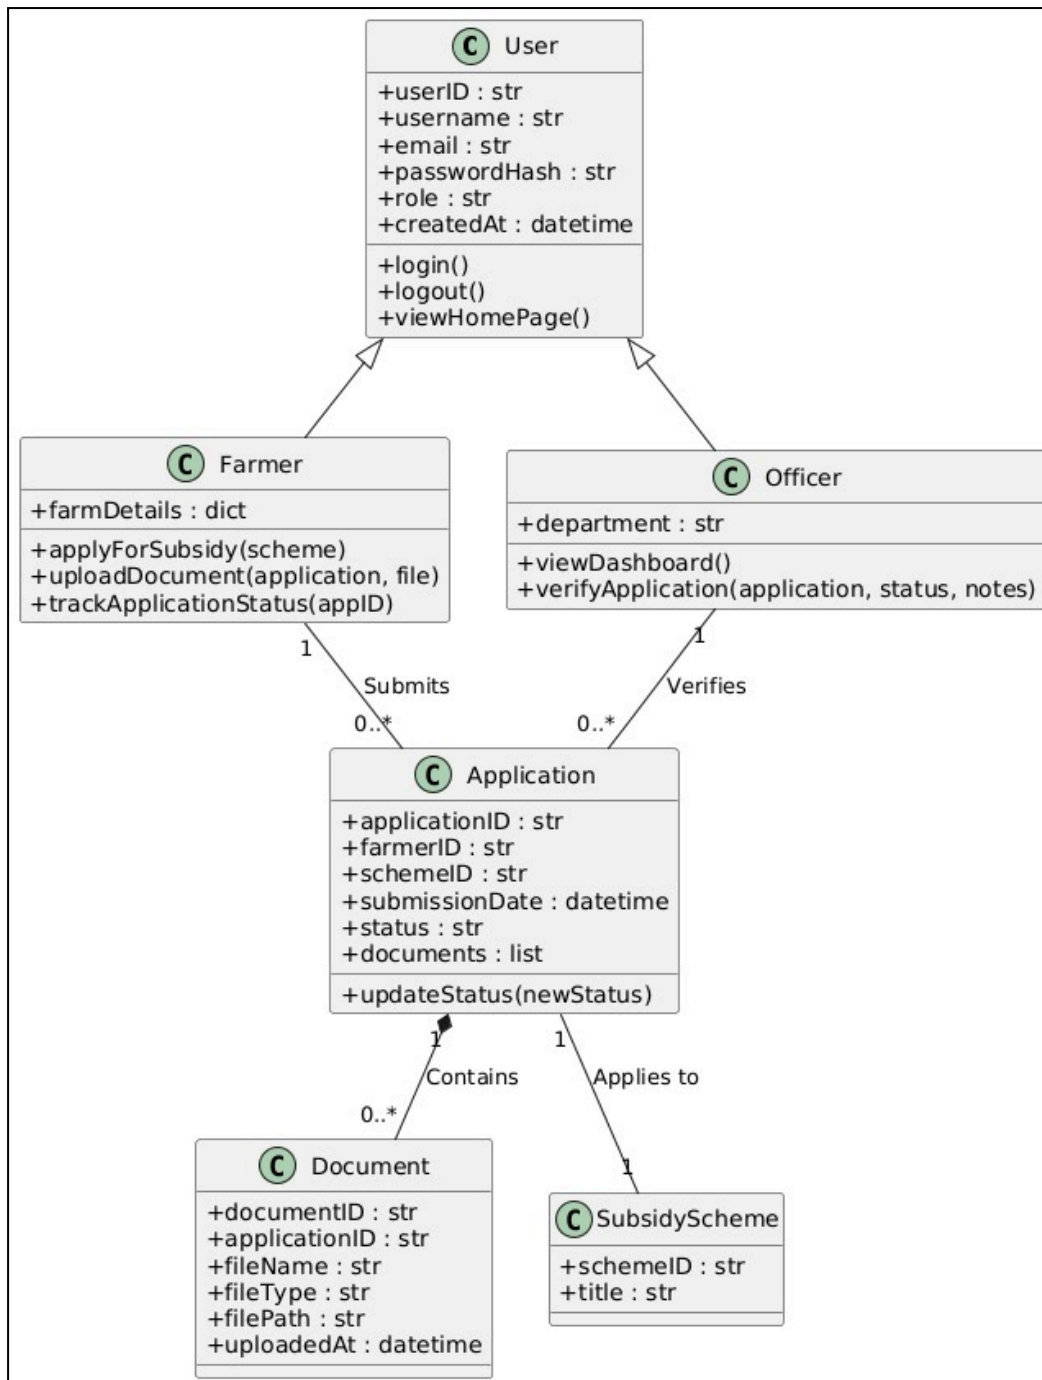 C User
+userID : str
+username : str
+email : str
+passwordHash : str
+role : str
+createdAt : datetime
+login()
+logout()
+viewHomePage()
C Farmer
+farmDetails : dict
+applyForSubsidy(scheme)
+uploadDocument(application, file)
+trackApplicationStatus(appID)
C Officer
+department : str
+viewDashboard()
+verifyApplication(application, status, notes)
1
Submits
0..*
1
Verifies
0..*
C Application
+applicationID : str
+farmerID : str
+schemeID : str
+submissionDate : datetime
+status : str
+documents : list
+updateStatus(newStatus)
1
Contains
0..*
1
Applies to
1
C Document
+documentID : str
+applicationID : str
+fileName : str
+fileType : str
+filePath : str
+uploadedAt : datetime
C SubsidyScheme
+schemeID : str
+title : str